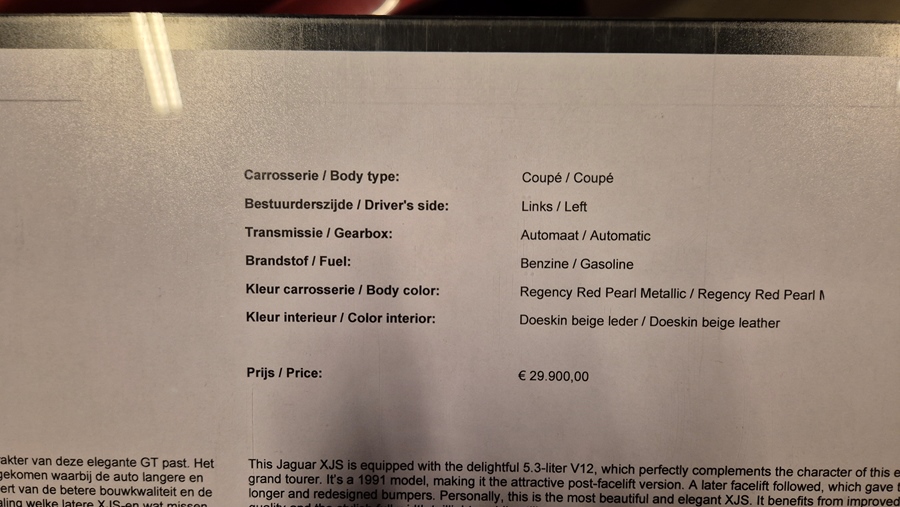 Carrosserie / Body type: Coupé / Coupé
Bestuurderszijde / Driver's side: Links / Left
Transmissie / Gearbox: Automaat / Automatic
Brandstof / Fuel: Benzine / Gasoline
Kleur carrosserie / Body color: Regency Red Pearl Metallic / Regency Red Pearl
Kleur interieur / Color interior: Doeskin beige leder / Doeskin beige leather
Prijs / Price: € 29.900,00
van deze elegante GT past. Het
gekomen waarbij de auto langere en
van de betere bouwkwaliteit en de
welke latere XJS-en wat missen
This Jaguar XJS is equipped with the delightful 5.3-liter V12, which perfectly complements the character of this
grand tourer. It's a 1991 model, making it the attractive post-facelift version. A later facelift followed, which gave
longer and redesigned bumpers. Personally, this is the most beautiful and elegant XJS. It benefits from improved